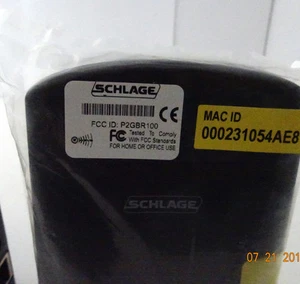 SCHLAGE
FCC ID: P2GBR100
FC Tested To Comply
With FCC Standards
FOR HOME OR OFFICE USE
CE
MAC ID
000231054AE8
SCHLAGE